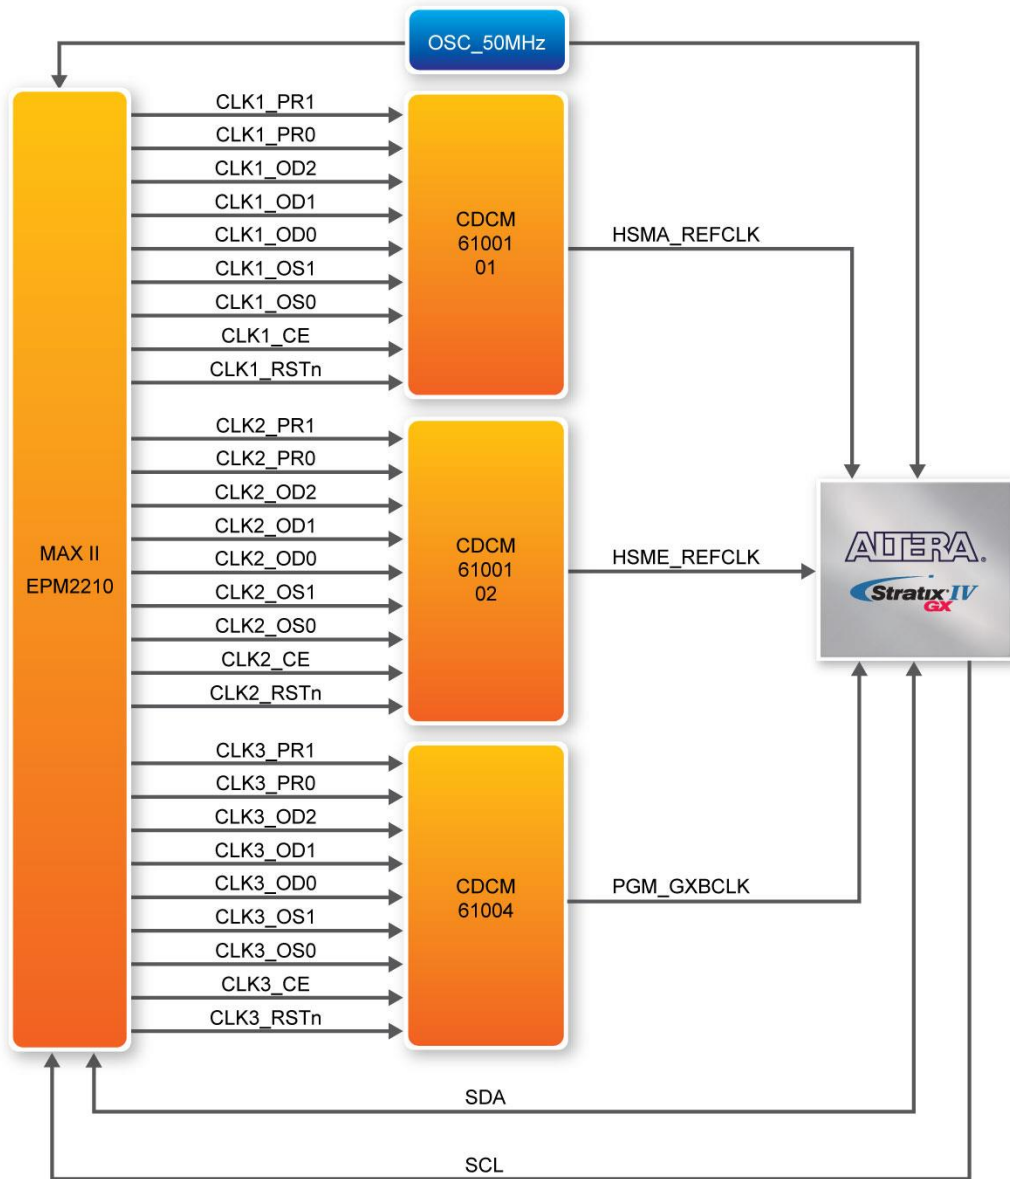 OSC_50MHz
MAX II
EPM2210
CLK1_PR1
CLK1_PR0
CLK1_OD2
CLK1_OD1
CLK1_OD0
CLK1_OS1
CLK1_OS0
CLK1_CE
CLK1_RSTn
CDCM
61001
01
HSMA_REFCLK
CLK2_PR1
CLK2_PR0
CLK2_OD2
CLK2_OD1
CLK2_OD0
CLK2_OS1
CLK2_OS0
CLK2_CE
CLK2_RSTn
CDCM
61001
02
HSME_REFCLK
ALTERA®
Stratix IV
GX
CLK3_PR1
CLK3_PR0
CLK3_OD2
CLK3_OD1
CLK3_OD0
CLK3_OS1
CLK3_OS0
CLK3_CE
CLK3_RSTn
CDCM
61004
PGM_GXBCLK
SDA
SCL